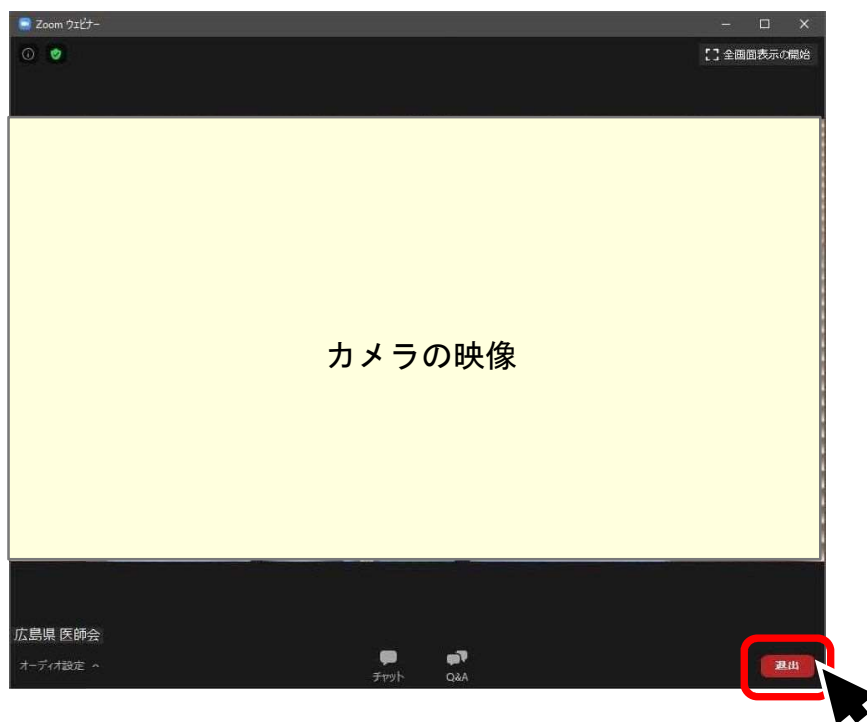 Zoom ウェビナー
全画面表示の開始
カメラの映像
広島県 医師会
オーディオ設定
チャット
Q&A
退出